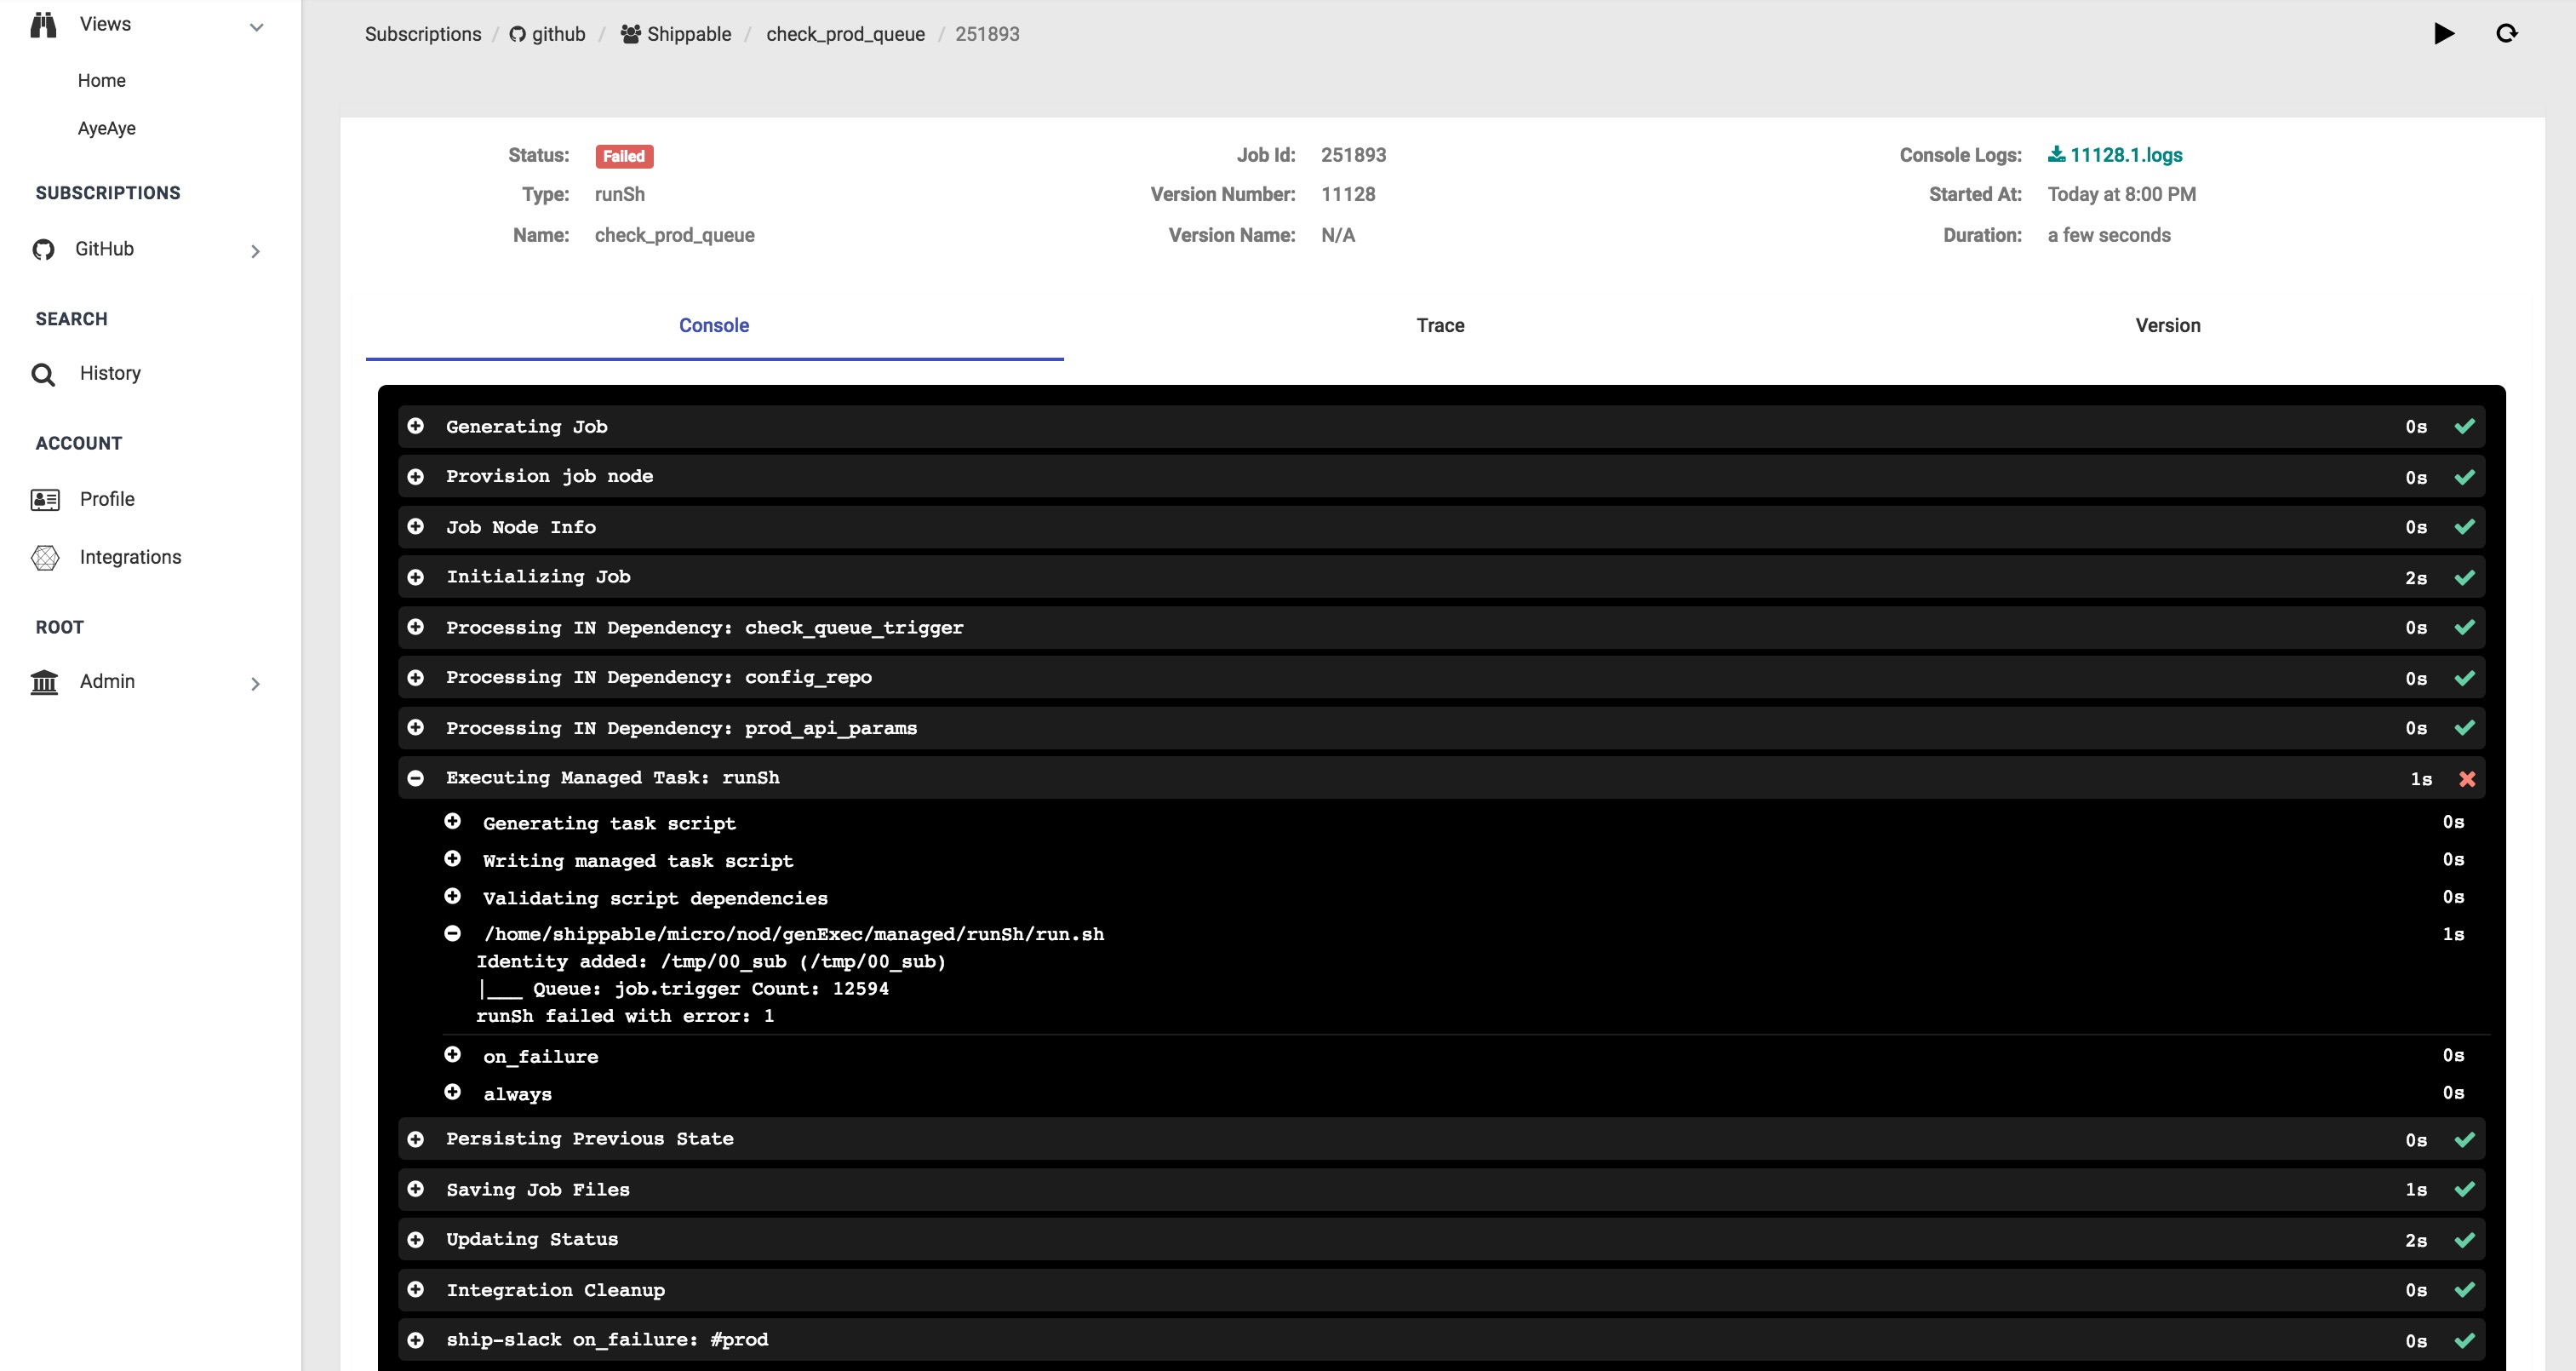 Views
Home
AyeAye
SUBSCRIPTIONS
GitHub
SEARCH
History
ACCOUNT
Profile
Integrations
ROOT
Admin
Subscriptions / github / Shippable / check_prod_queue / 251893
Status: Failed
Type: runSh
Name: check_prod_queue
Job Id: 251893
Version Number: 11128
Version Name: N/A
Console Logs: 11128.1.logs
Started At: Today at 8:00 PM
Duration: a few seconds
Console Trace Version
Generating Job 0s
Provision job node 0s
Job Node Info 0s
Initializing Job 2s
Processing IN Dependency: check_queue_trigger 0s
Processing IN Dependency: config_repo 0s
Processing IN Dependency: prod_api_params 0s
Executing Managed Task: runSh 1s
Generating task script 0s
Writing managed task script 0s
Validating script dependencies 0s
/home/shippable/micro/nod/genExec/managed/runSh/run.sh 1s
Identity added: /tmp/00_sub (/tmp/00_sub)
|___ Queue: job.trigger Count: 12594
runSh failed with error: 1
on_failure 0s
always 0s
Persisting Previous State 0s
Saving Job Files 1s
Updating Status 2s
Integration Cleanup 0s
ship-slack on_failure: #prod 0s